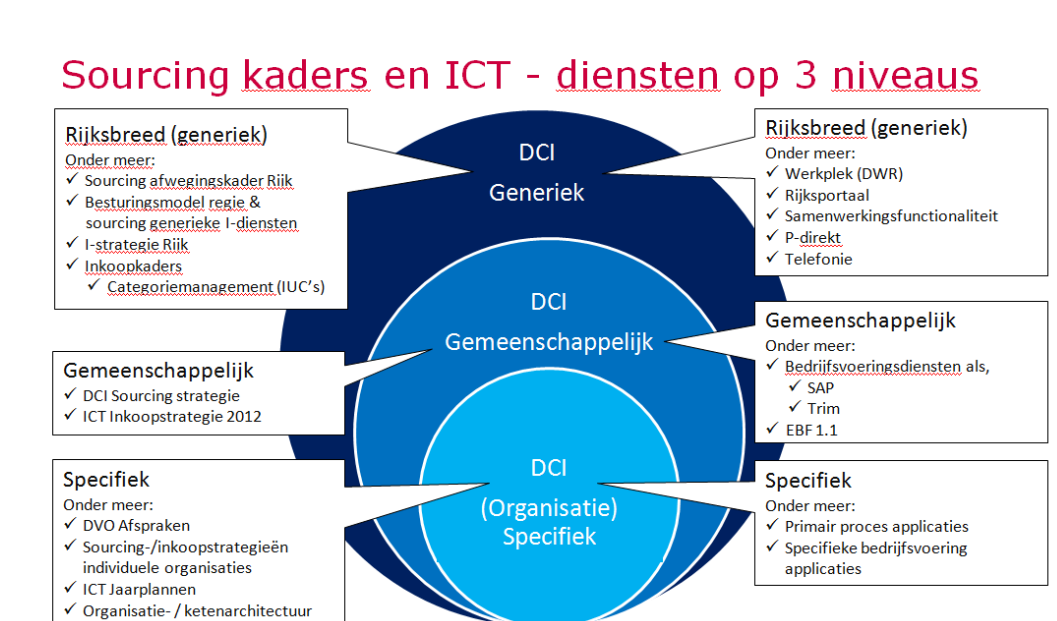 Sourcing kaders en ICT - diensten op 3 niveaus
Rijksbreed (generiek)
Onder meer:
✓ Sourcing afwegingskader Rijk
✓ Besturingsmodel regie &
sourcing generieke I-diensten
✓ I-strategie Rijk
✓ Inkoopkaders
✓ Categoriemanagement (IUC's)
Gemeenschappelijk
✓ DCI Sourcing strategie
✓ ICT Inkoopstrategie 2012
Specifiek
Onder meer:
✓ DVO Afspraken
✓ Sourcing-/inkoopstrategieën
individuele organisaties
✓ ICT Jaarplannen
✓ Organisatie- / ketenarchitectuur
DCI
Generiek
DCI
Gemeenschappelijk
DCI
(Organisatie)
Specifiek
Rijksbreed (generiek)
Onder meer:
✓ Werkplek (DWR)
✓ Rijksportaal
✓ Samenwerkingsfunctionaliteit
✓ P-direkt
✓ Telefonie
Gemeenschappelijk
Onder meer:
✓ Bedrijfsvoeringsdiensten als,
✓ SAP
✓ Trim
✓ EBF 1.1
Specifiek
Onder meer:
✓ Primair proces applicaties
✓ Specifieke bedrijfsvoering
applicaties